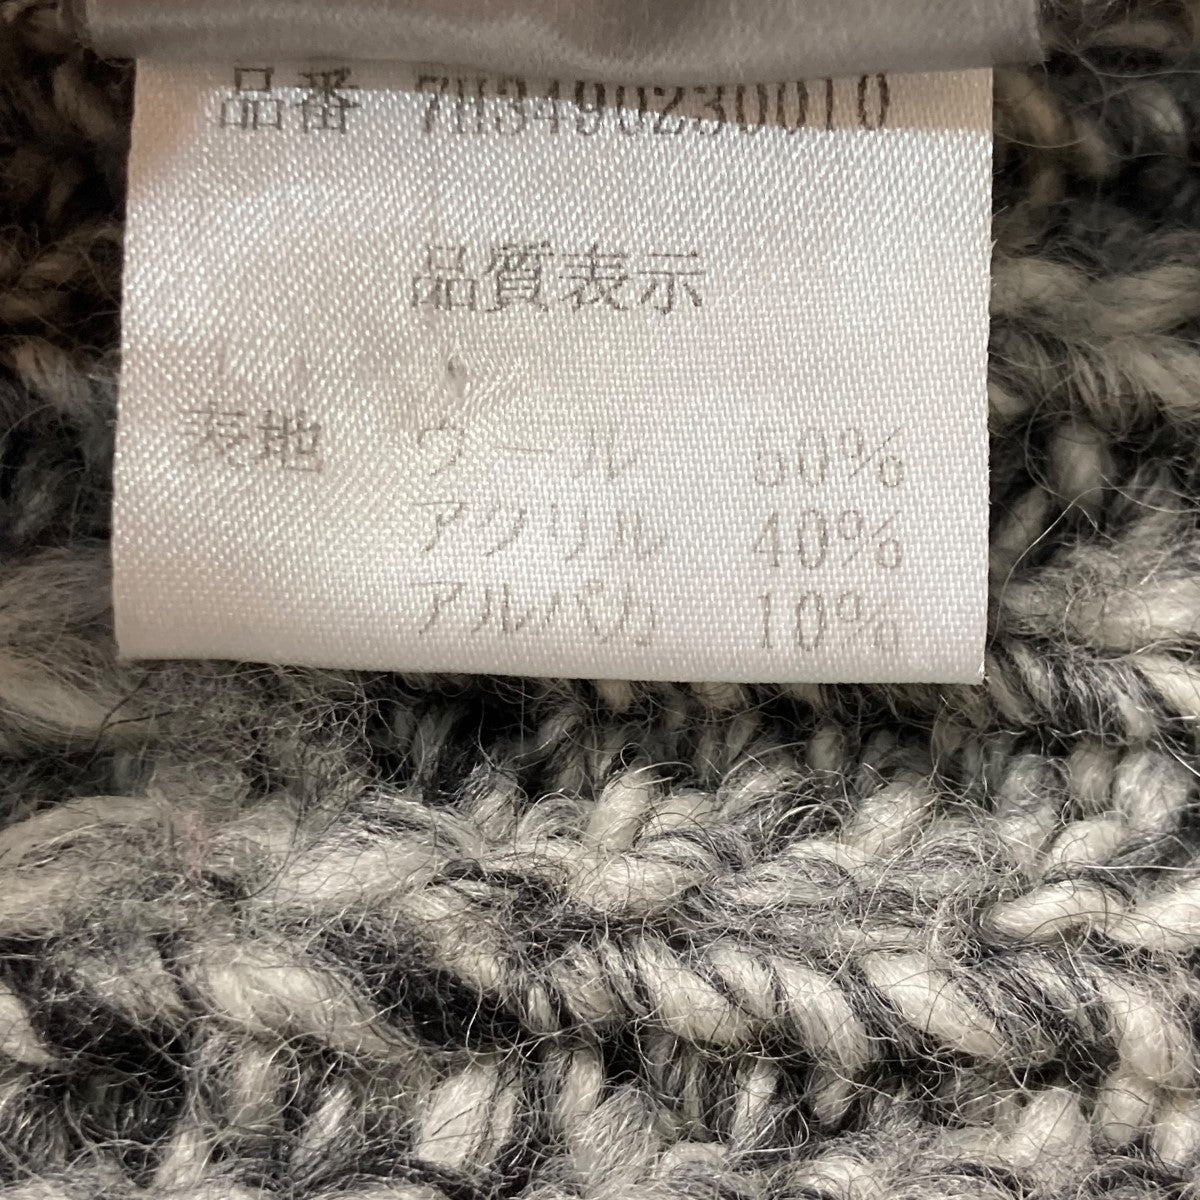 品番 7H3490230010
品質表示
表地 ウール 50%
アクリル 40%
アルパカ 10%